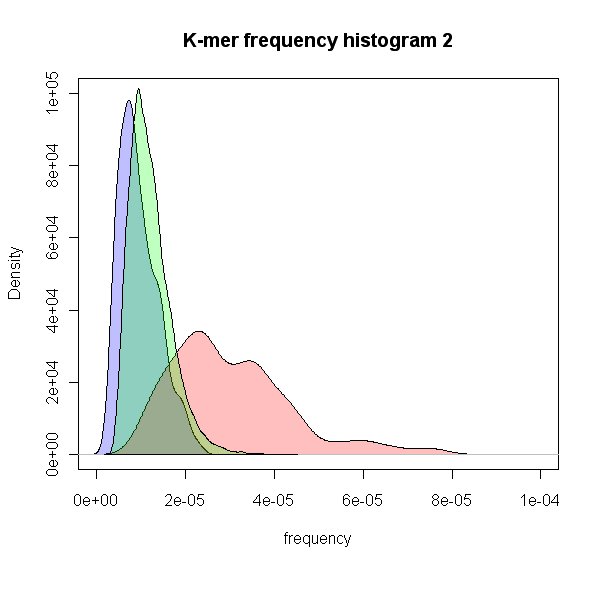 K-mer frequency histogram 2
Density
1e+05
8e+04
6e+04
4e+04
2e+04
0e+00
0e+00 2e-05 4e-05 6e-05 8e-05 1e-04
frequency